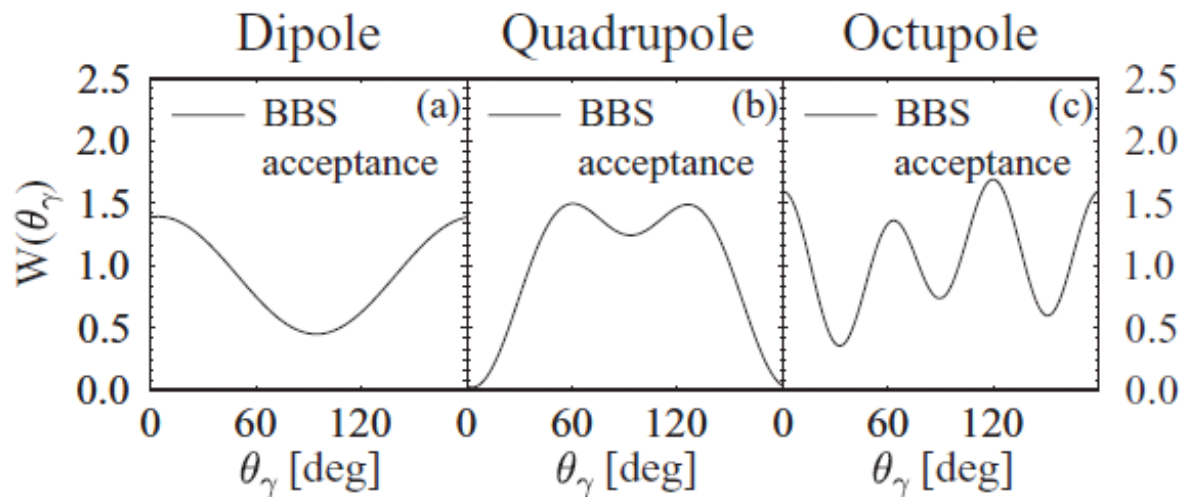 Dipole Quadrupole Octupole
2.5 2.0 1.5 1.0 0.5 0.0
W(θγ)
BBS (a)
acceptance
BBS (b)
acceptance
BBS (c)
acceptance
2.5 2.0 1.5 1.0 0.5 0.0
0 60 120 0 60 120 0 60 120
θγ [deg] θγ [deg] θγ [deg]